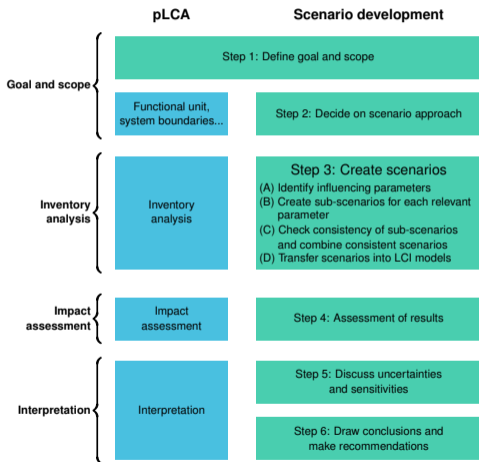 pLCA
Scenario development
Goal and scope
Step 1: Define goal and scope
Functional unit,
system boundaries...
Step 2: Decide on scenario approach
Inventory
analysis
Inventory
analysis
Step 3: Create scenarios
(A) Identify influencing parameters
(B) Create sub-scenarios for each relevant
parameter
(C) Check consistency of sub-scenarios
and combine consistent scenarios
(D) Transfer scenarios into LCI models
Impact
assessment
Impact
assessment
Step 4: Assessment of results
Interpretation
Interpretation
Step 5: Discuss uncertainties
and sensitivities
Step 6: Draw conclusions and
make recommendations